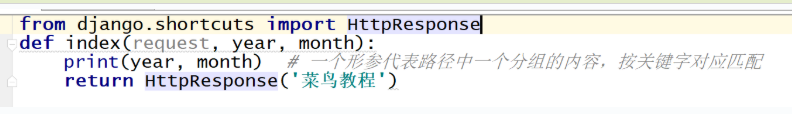 from django.shortcuts import HttpResponse
def index(request, year, month):
    print(year, month)  # 一个形参代表路径中一个分组的内容，按关键字对应匹配
    return HttpResponse('菜鸟教程')